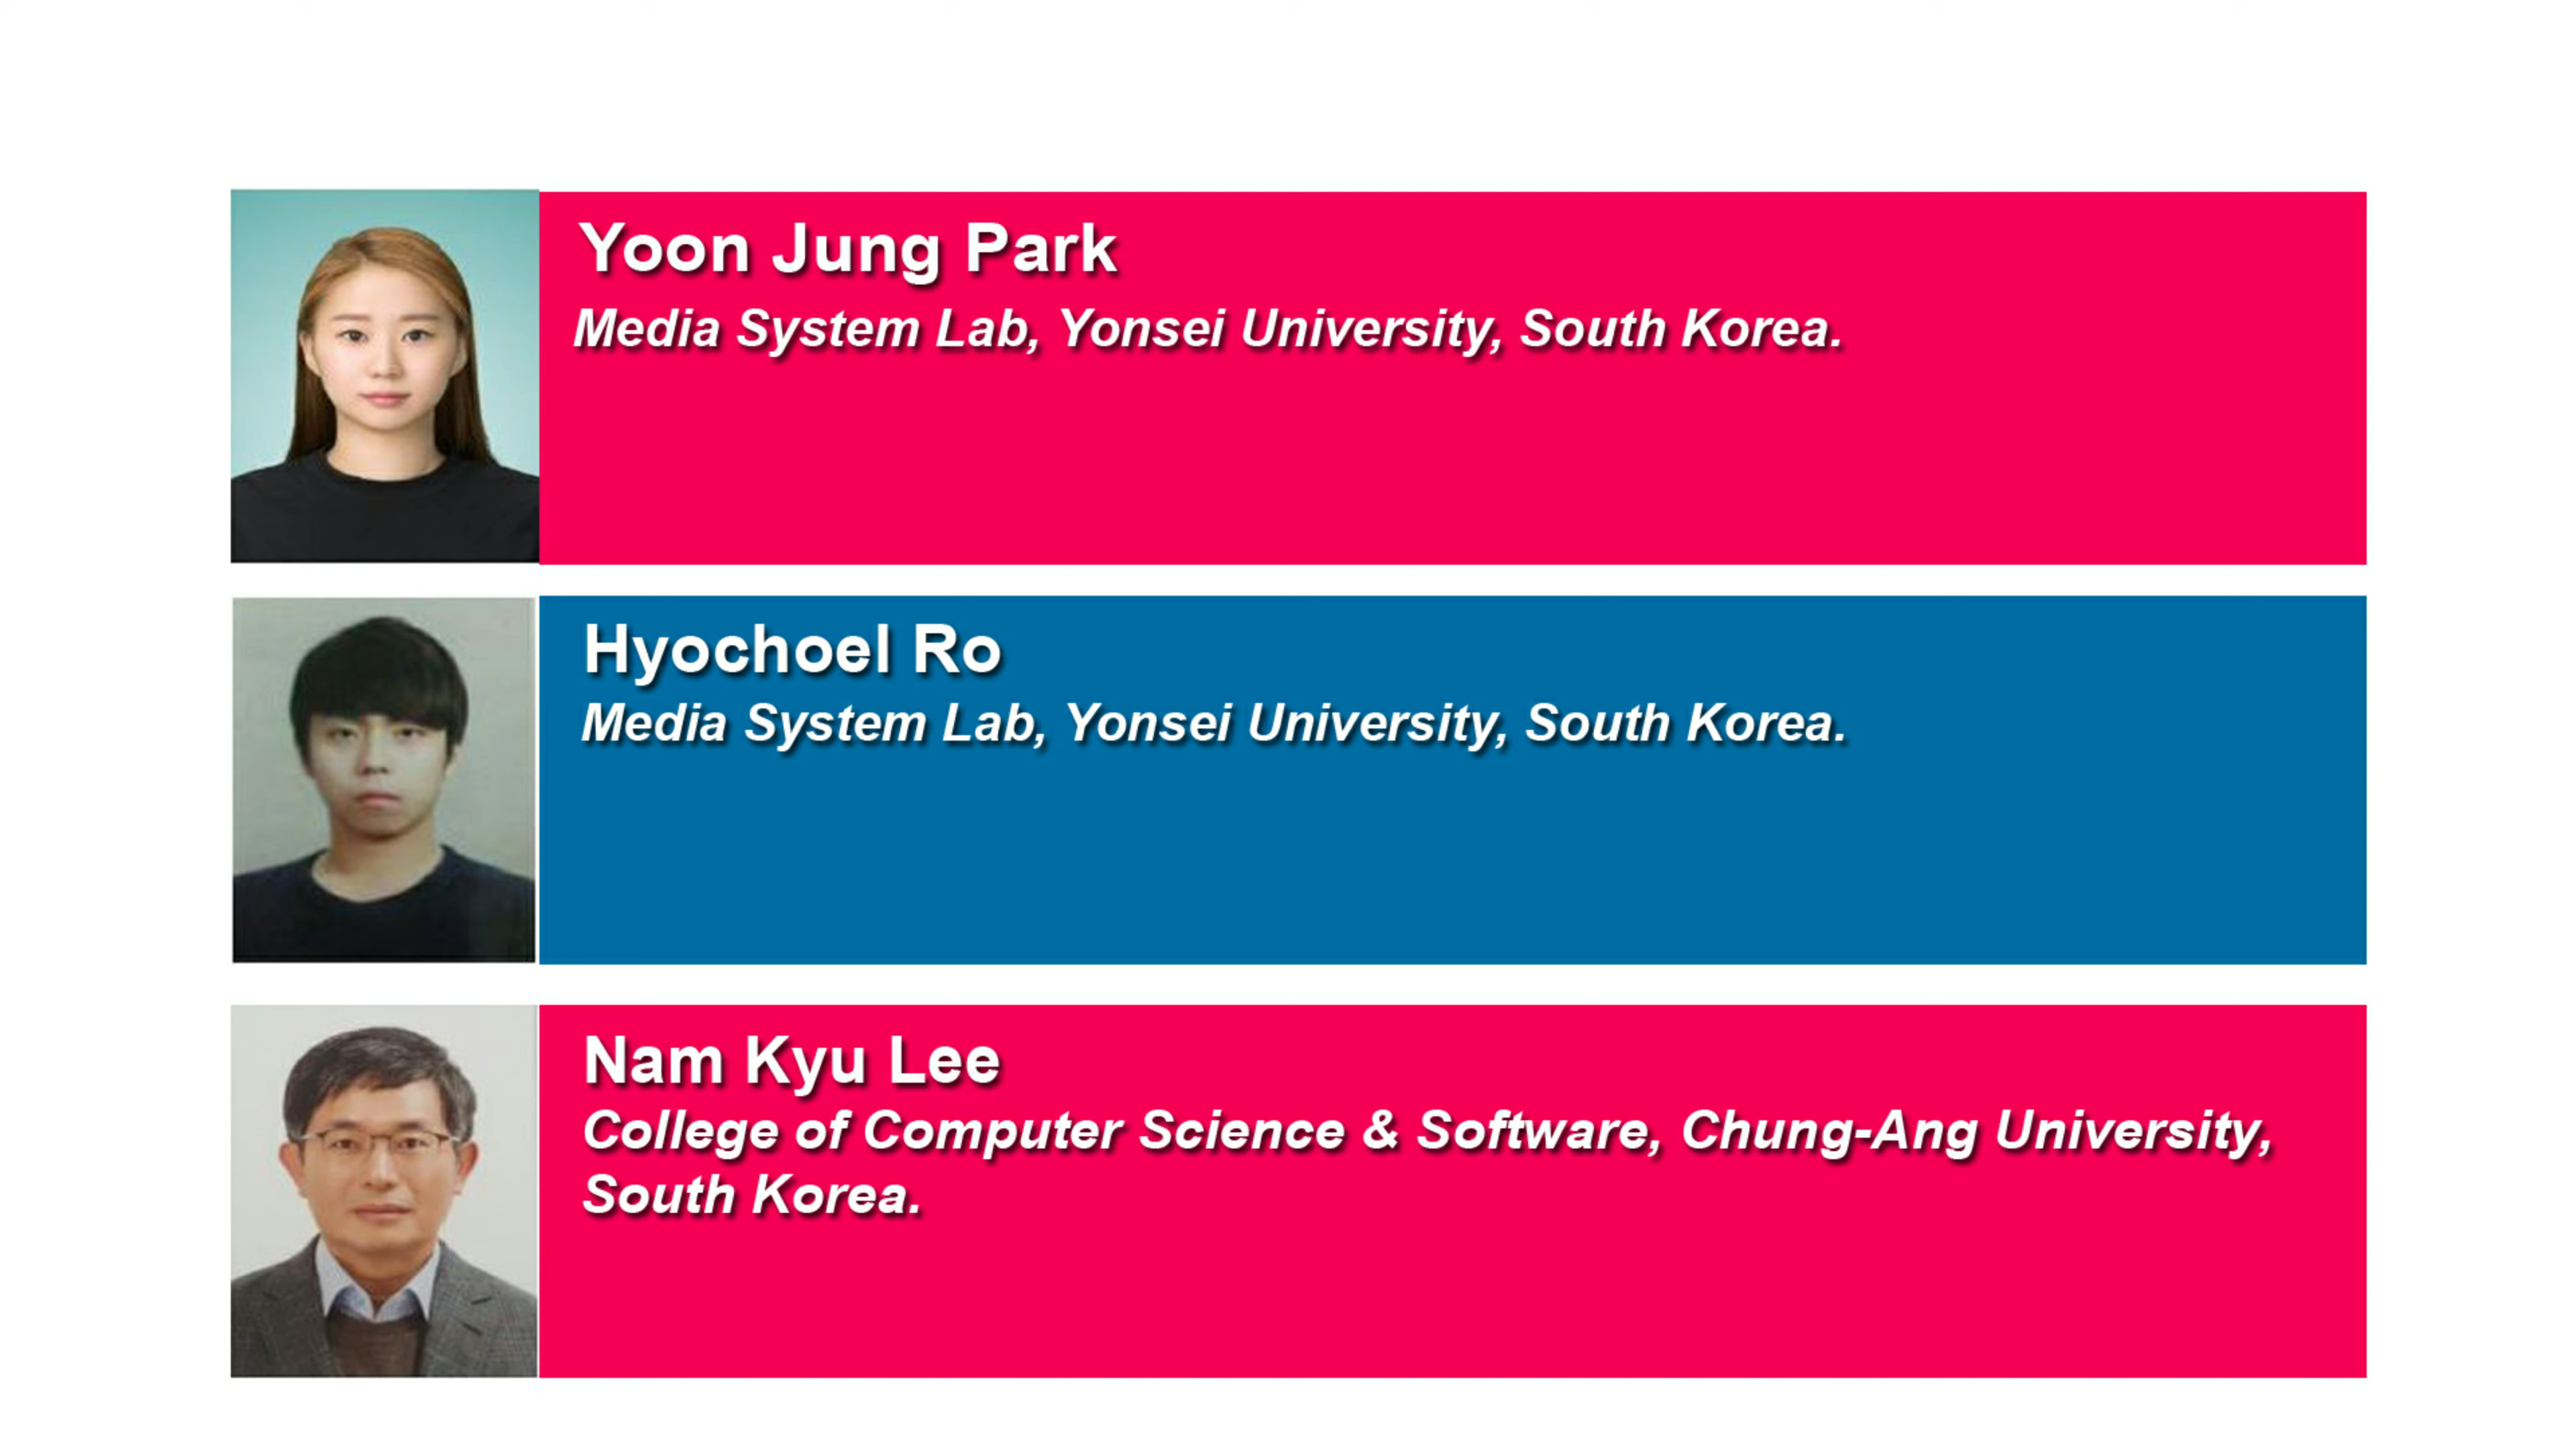 Yoon Jung Park
Media System Lab, Yonsei University, South Korea.
Hyochoel Ro
Media System Lab, Yonsei University, South Korea.
Nam Kyu Lee
College of Computer Science & Software, Chung-Ang University,
South Korea.